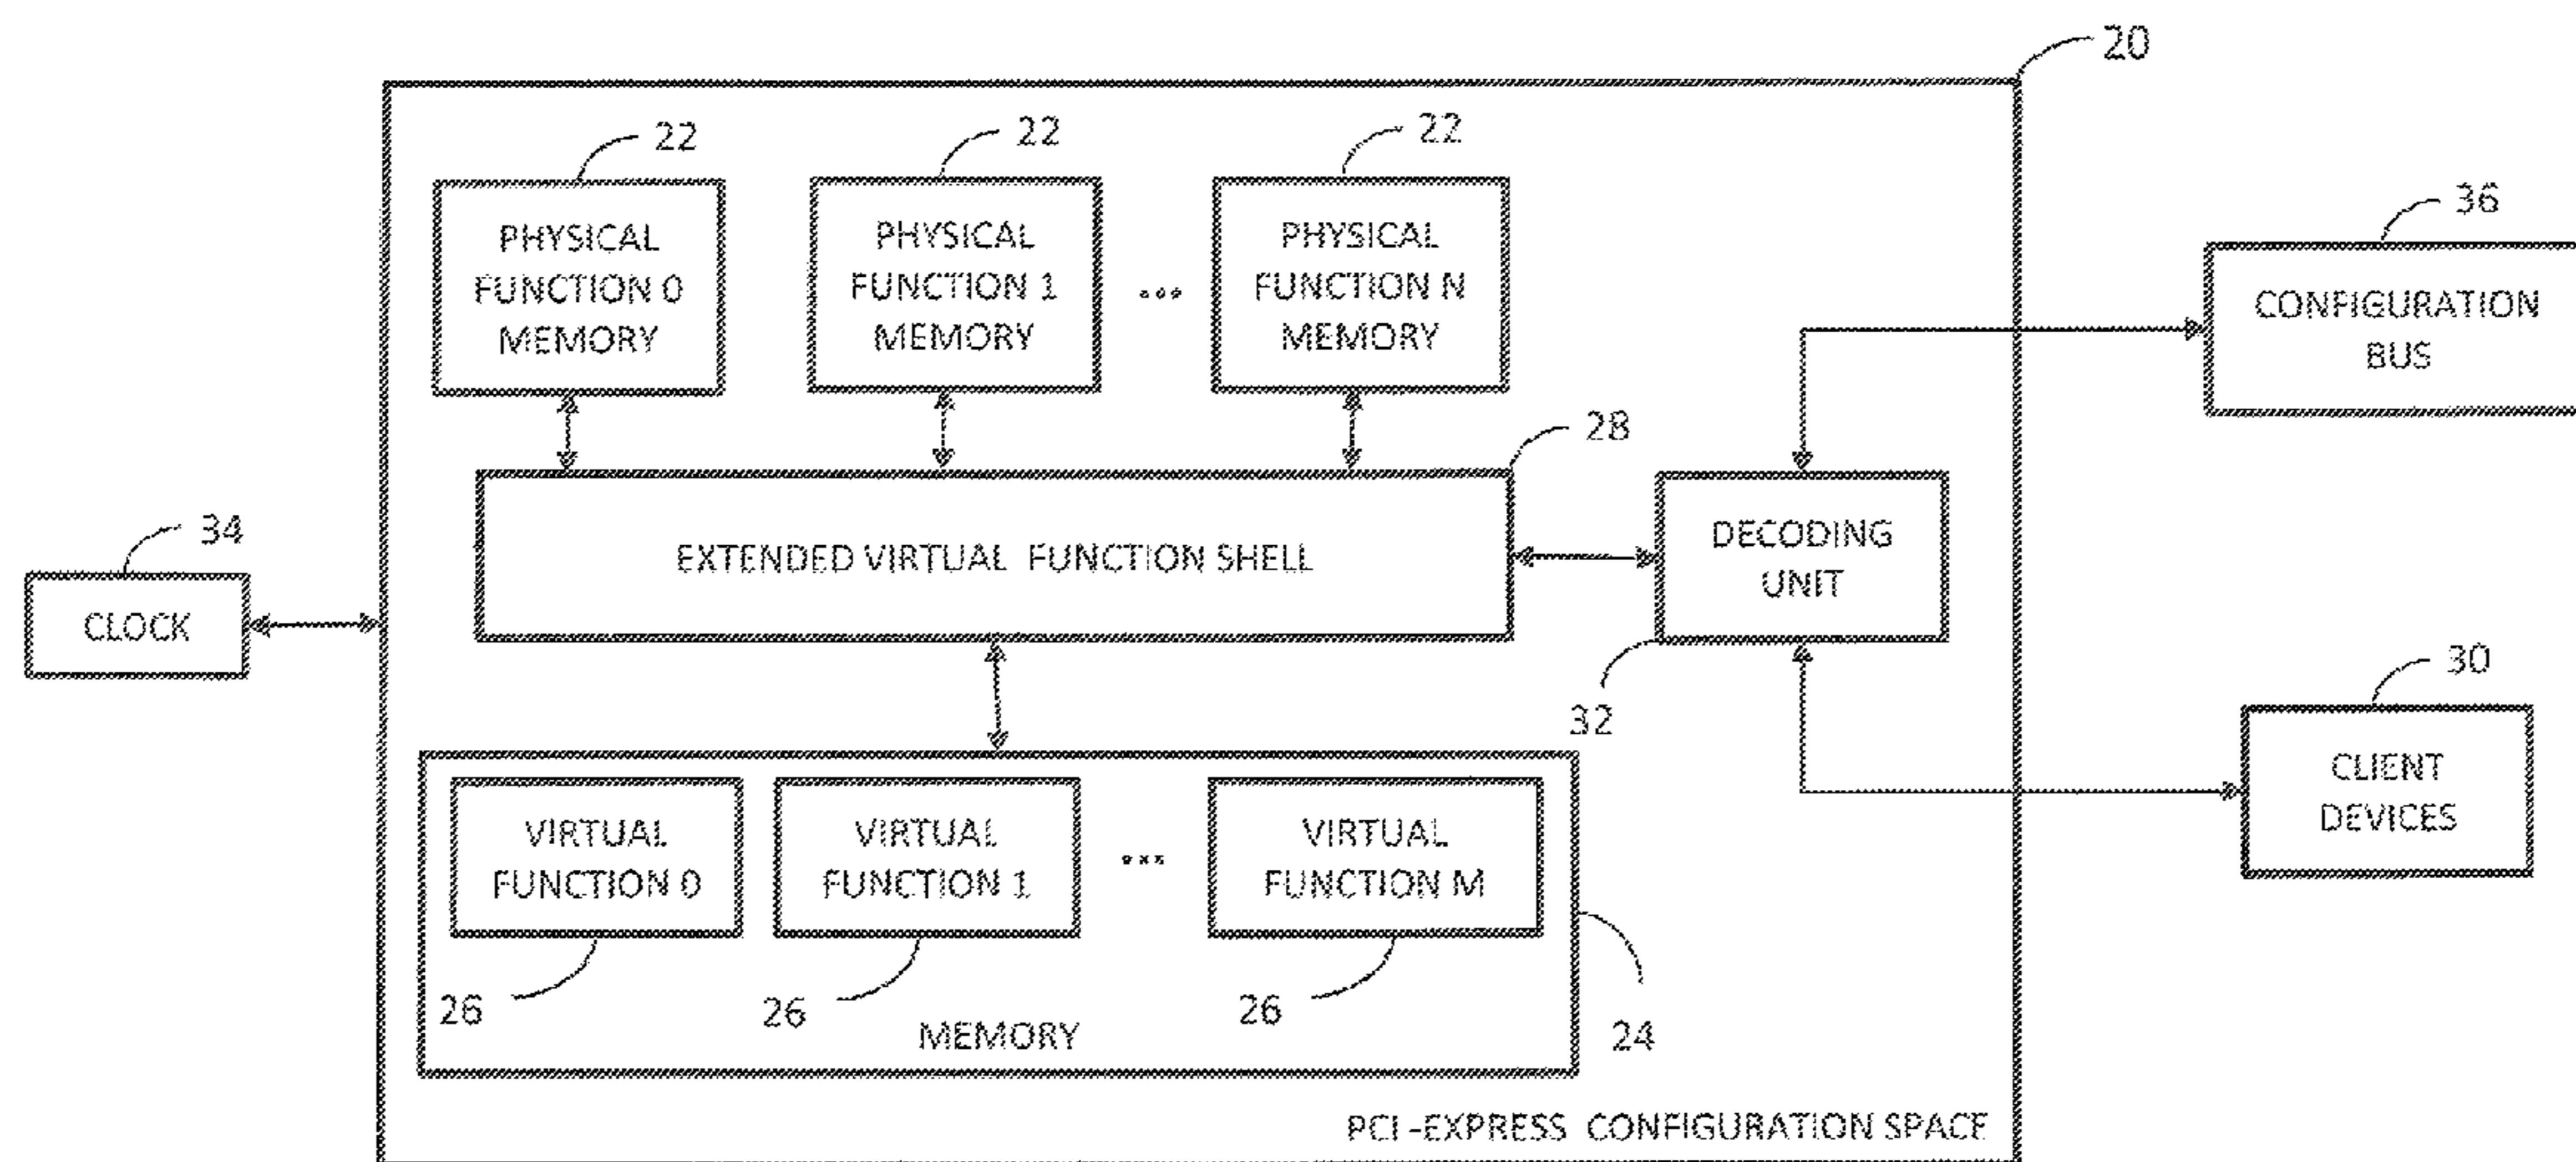 20
22
22
22
PHYSICAL
FUNCTION 0
MEMORY
PHYSICAL
FUNCTION 1
MEMORY
...
PHYSICAL
FUNCTION N
MEMORY
36
CONFIGURATION
BUS
28
EXTENDED VIRTUAL FUNCTION SHELL
DECODING
UNIT
32
34
CLOCK
30
CLIENT
DEVICES
VIRTUAL
FUNCTION 0
VIRTUAL
FUNCTION 1
...
VIRTUAL
FUNCTION M
26
26
26
MEMORY
24
PCI-EXPRESS CONFIGURATION SPACE